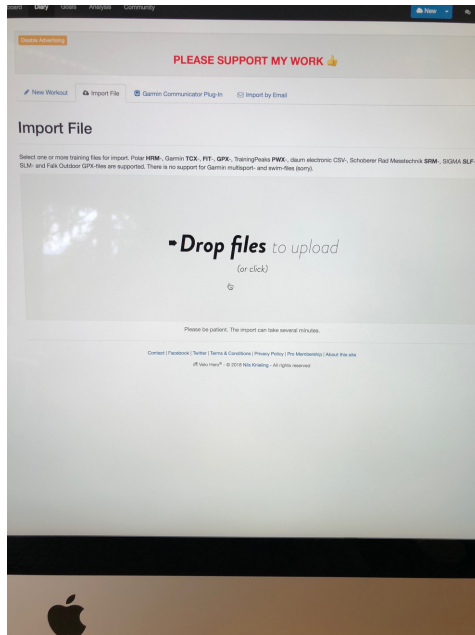 Diary Goals Analysis Community
New
Disable Advertising
PLEASE SUPPORT MY WORK 👍
New Workout Import File Garmin Communicator Plug-In Import by Email
Import File
Select one or more training files for import. Polar HRM-, Garmin TCX-, FIT-, GPX-, TrainingPeaks PWX-, daum electronic CSV-, Schoberer Rad Messtechnik SRM-, SIGMA SLF-
SLM- and Falk Outdoor GPX-files are supported. There is no support for Garmin multisport- and swim-files (sorry).
Drop files to upload
(or click)
Please be patient. The import can take several minutes.
Contact | Facebook | Twitter | Terms & Conditions | Privacy Policy | Pro Membership | About this site
Velo Hero® - © 2018 Nils Knieling - All rights reserved